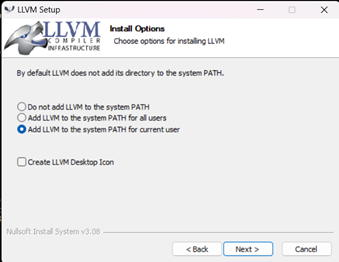 LLVM Setup
LLVM
COMPILER
INFRASTRUCTURE
Install Options
Choose options for installing LLVM
By default LLVM does not add its directory to the system PATH.
Do not add LLVM to the system PATH
Add LLVM to the system PATH for all users
Add LLVM to the system PATH for current user
Create LLVM Desktop Icon
Nullsoft Install System v3.08
< Back
Next >
Cancel